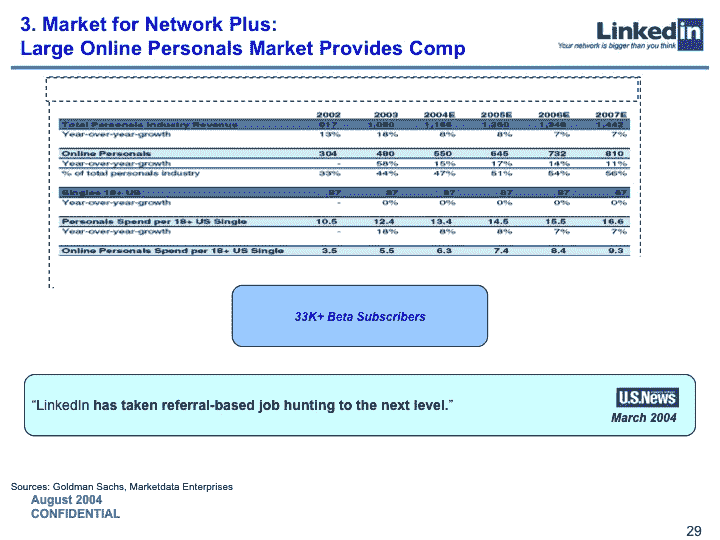 3. Market for Network Plus:
Large Online Personals Market Provides Comp
LinkedIn
Your network is bigger than you think
2002 2003 2004E 2005E 2006E 2007E
Total Personals Industry Revenue 917 1,080
Year-over-year-growth 13% 18% 8% 8% 7% 7%
Online Personals 304 480 550 645 732 810
Year-over-year-growth - 58% 15% 17% 14% 11%
% of total personals industry 33% 44% 47% 51% 54% 56%
Singles 18+ US 87 87 87 87 87 87
Year-over-year-growth - 0% 0% 0% 0% 0%
Personals Spend per 18+ US Single 10.5 12.4 13.4 14.5 15.5 16.6
Year-over-year-growth - 18% 8% 8% 7% 7%
Online Personals Spend per 18+ US Single 3.5 5.5 6.3 7.4 8.4 9.3
33K+ Beta Subscribers
“LinkedIn has taken referral-based job hunting to the next level.”
U.S.News
March 2004
Sources: Goldman Sachs, Marketdata Enterprises
August 2004
CONFIDENTIAL
29